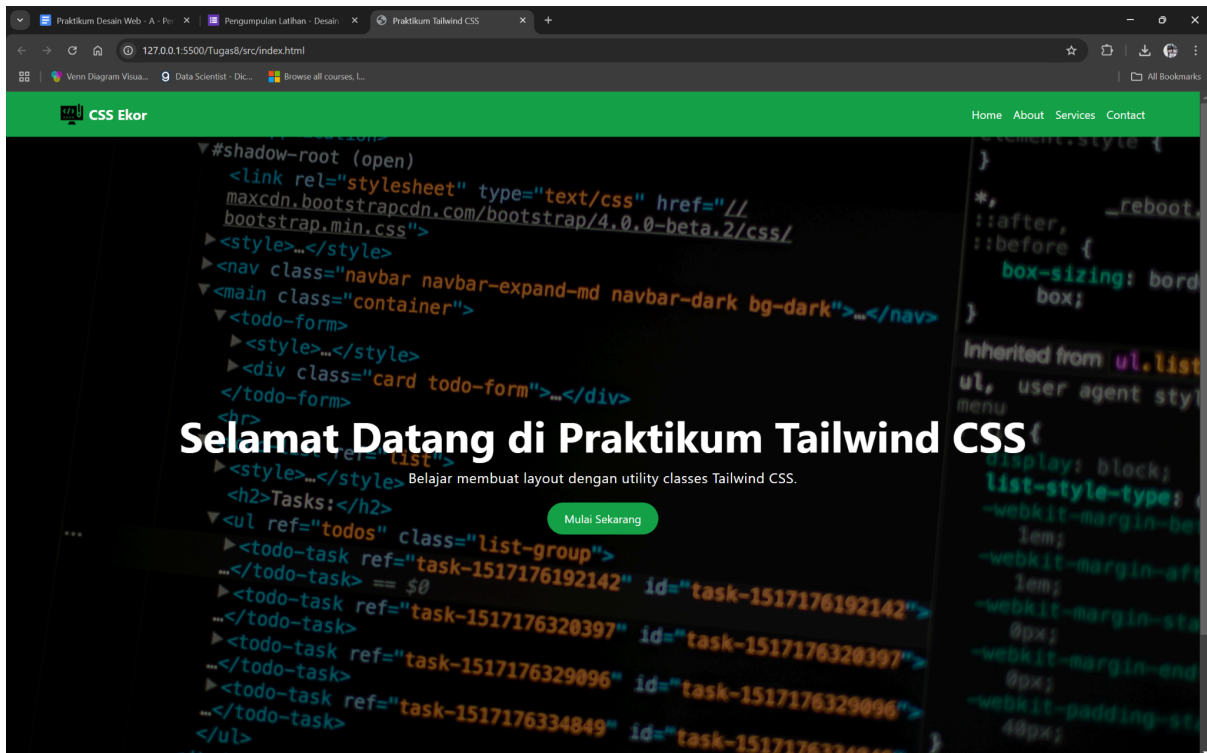 Praktikum Desain Web - A - Per
Pengumpulan Latihan - Desain
Praktikum Tailwind CSS
127.0.0.1:5500/Tugas8/src/index.html
Venn Diagram Visua...
Data Scientist - Dic...
Browse all courses, l...
All Bookmarks
CSS Ekor
Home About Services Contact
▼#shadow-root (open)
<link rel="stylesheet" type="text/css" href="//
maxcdn.bootstrapcdn.com/bootstrap/4.0.0-beta.2/css/
bootstrap.min.css">
▶<style>…</style>
▶<nav class="navbar navbar-expand-md navbar-dark bg-dark">…</nav>
▼<main class="container">
▼<todo-form>
▶<style>…</style>
▶<div class="card todo-form">…</div>
</todo-form>
<hr>
ref="list">
▶<style>…</style>
<h2>Tasks:</h2>
▼<ul ref="todos" class="list-group">
▶<todo-task ref="task-1517176192142" id="task-1517176192142">
…</todo-task> == $0
▶<todo-task ref="task-1517176320397" id="task-1517176320397">
…</todo-task>
▶<todo-task ref="task-1517176329096" id="task-1517176329096">
…</todo-task>
▶<todo-task ref="task-1517176334849"
…</todo-task>
</ul>
...
Selamat Datang di Praktikum Tailwind CSS
Belajar membuat layout dengan utility classes Tailwind CSS.
Mulai Sekarang
element.style {
}
*, _reboot.
::after,
::before {
box-sizing: bord
box;
}
Inherited from ul.list
ul, user agent styl
menu {
display: block;
list-style-type:
-webkit-margin-be
1em;
-webkit-margin-aft
1em;
-webkit-margin-sta
0px;
-webkit-margin-end
0px;
-webkit-padding-sta
40px;
}